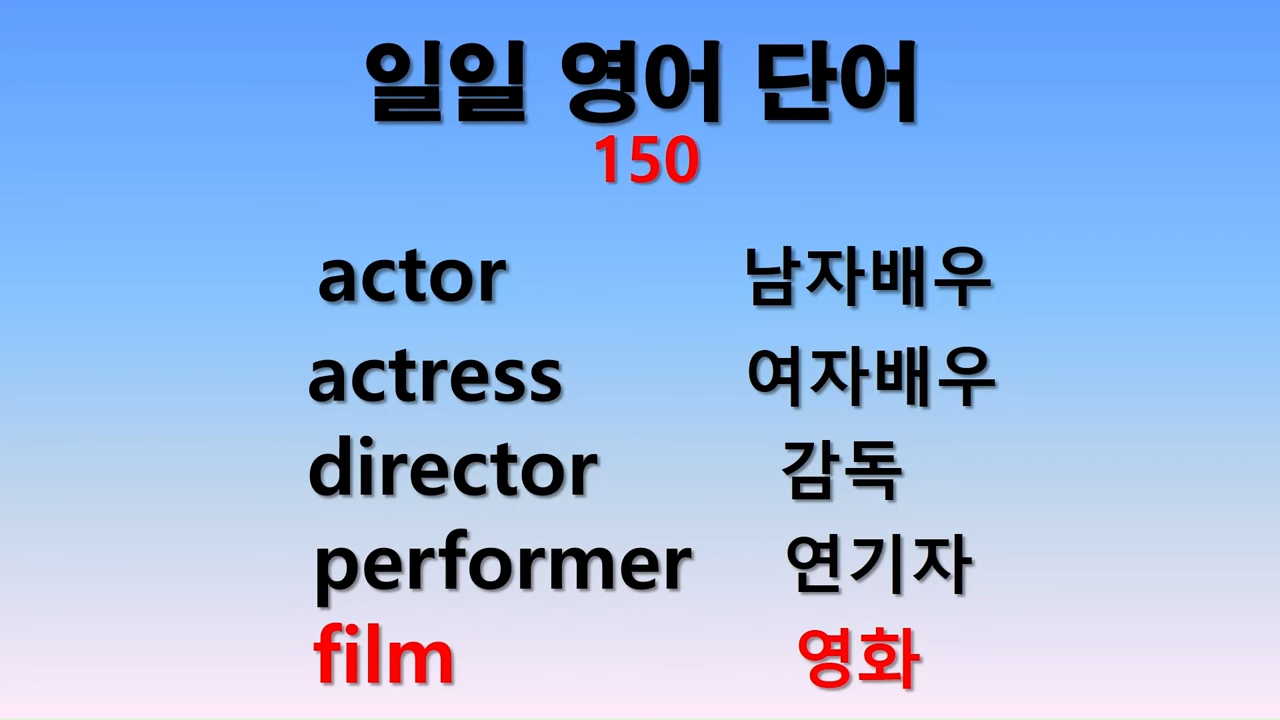 일일 영어 단어
150
actor 남자배우
actress 여자배우
director 감독
performer 연기자
film 영화